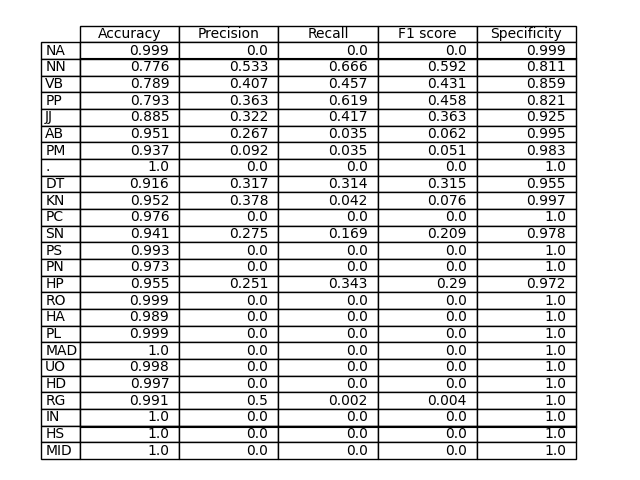 Accuracy Precision Recall F1 score Specificity
NA 0.999 0.0 0.0 0.0 0.999
NN 0.776 0.533 0.666 0.592 0.811
VB 0.789 0.407 0.457 0.431 0.859
PP 0.793 0.363 0.619 0.458 0.821
JJ 0.885 0.322 0.417 0.363 0.925
AB 0.951 0.267 0.035 0.062 0.995
PM 0.937 0.092 0.035 0.051 0.983
. 1.0 0.0 0.0 0.0 1.0
DT 0.916 0.317 0.314 0.315 0.955
KN 0.952 0.378 0.042 0.076 0.997
PC 0.976 0.0 0.0 0.0 1.0
SN 0.941 0.275 0.169 0.209 0.978
PS 0.993 0.0 0.0 0.0 1.0
PN 0.973 0.0 0.0 0.0 1.0
HP 0.955 0.251 0.343 0.29 0.972
RO 0.999 0.0 0.0 0.0 1.0
HA 0.989 0.0 0.0 0.0 1.0
PL 0.999 0.0 0.0 0.0 1.0
MAD 1.0 0.0 0.0 0.0 1.0
UO 0.998 0.0 0.0 0.0 1.0
HD 0.997 0.0 0.0 0.0 1.0
RG 0.991 0.5 0.002 0.004 1.0
IN 1.0 0.0 0.0 0.0 1.0
HS 1.0 0.0 0.0 0.0 1.0
MID 1.0 0.0 0.0 0.0 1.0